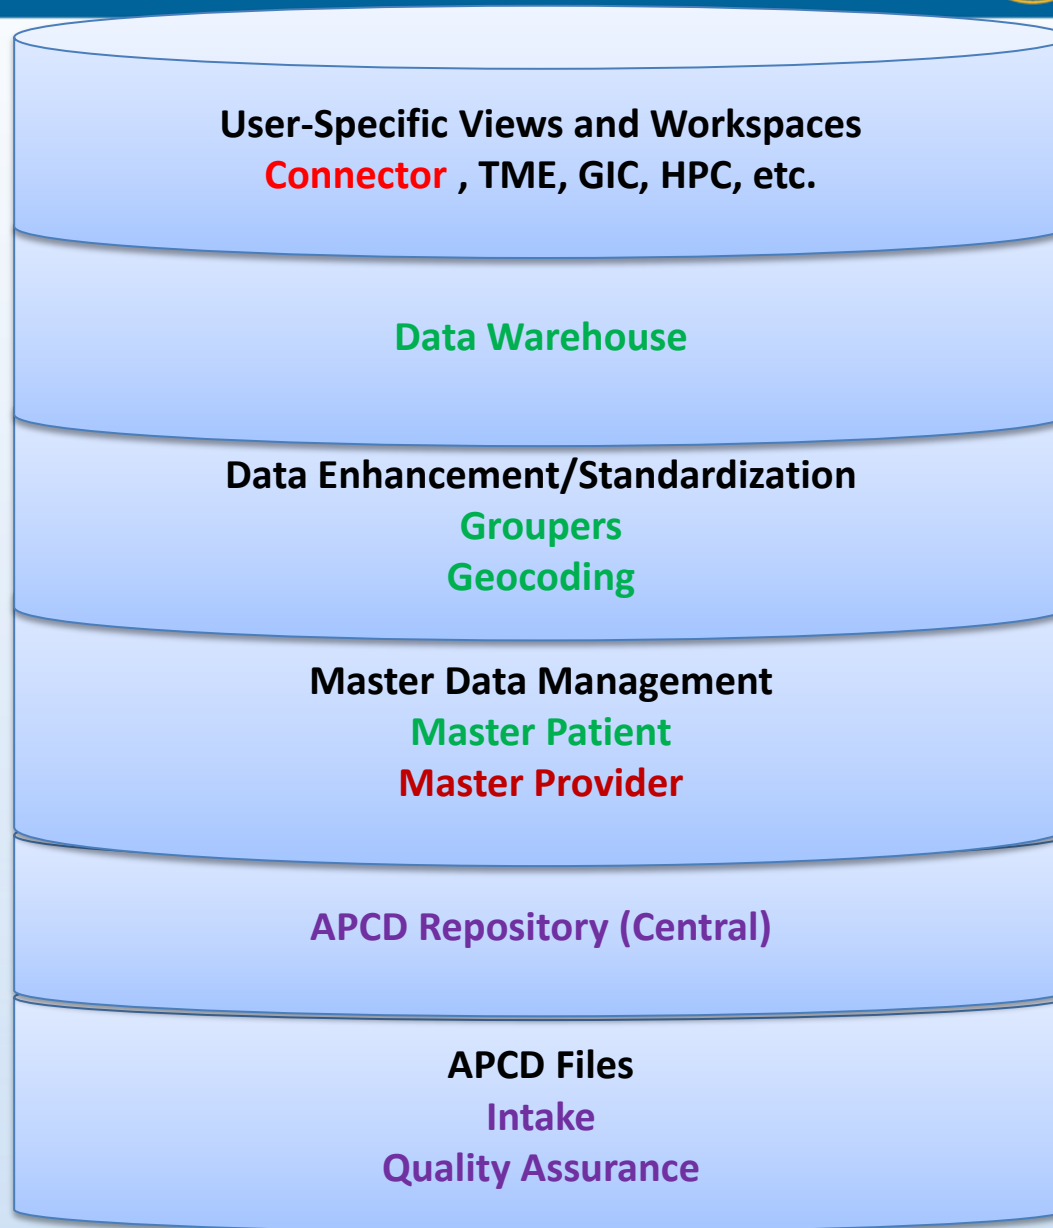 User-Specific Views and Workspaces
Connector , TME, GIC, HPC, etc.
Data Warehouse
Data Enhancement/Standardization
Groupers
Geocoding
Master Data Management
Master Patient
Master Provider
APCD Repository (Central)
APCD Files
Intake
Quality Assurance